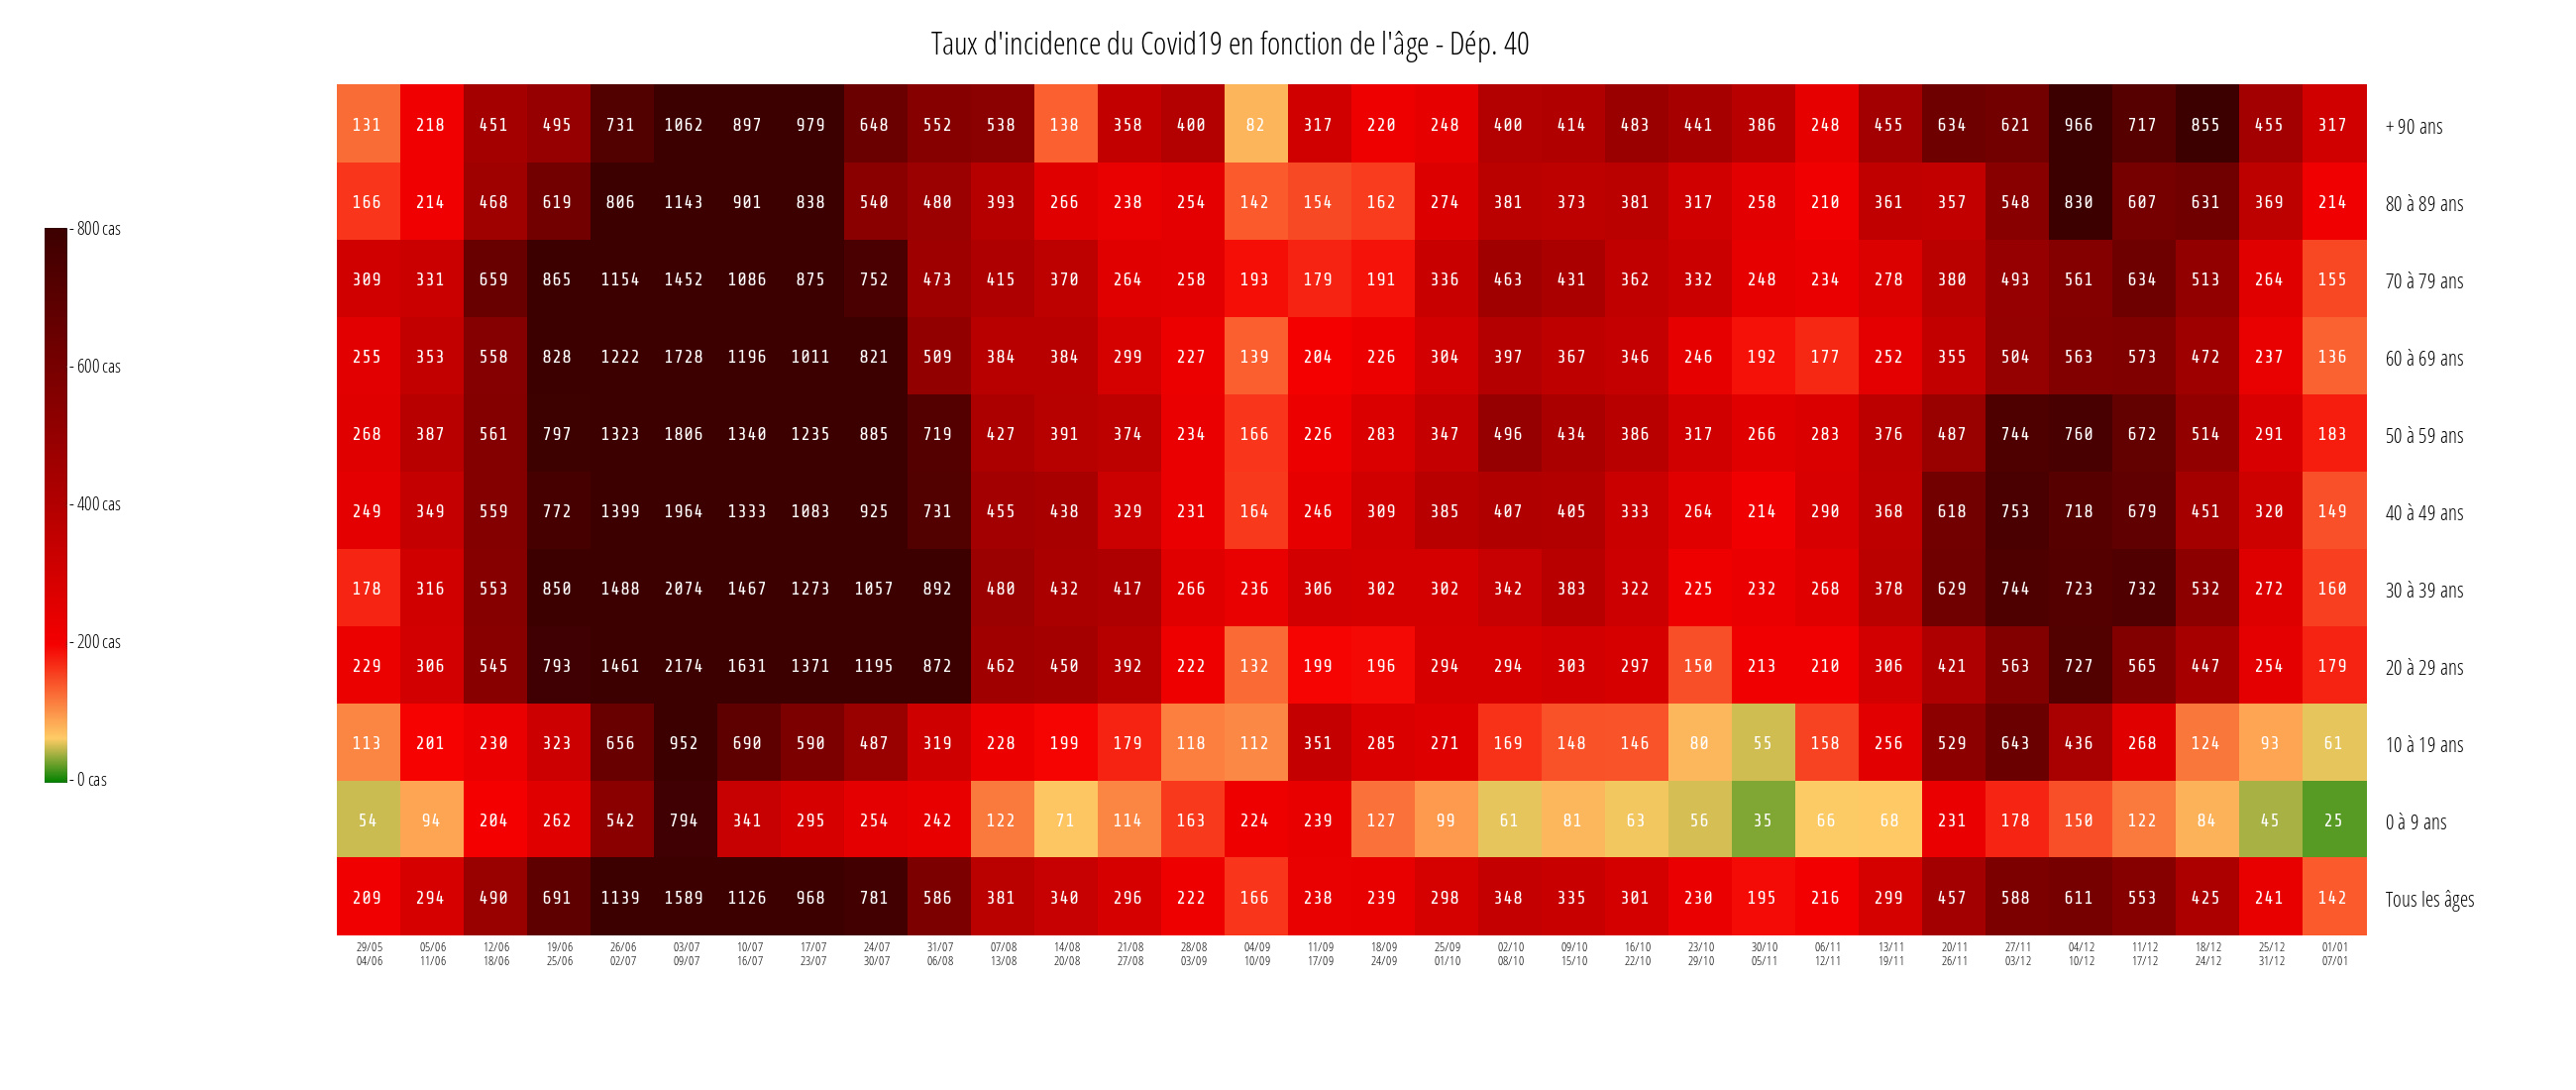 Taux d'incidence du Covid19 en fonction de l'âge - Dép. 40
- 800 cas
- 600 cas
- 400 cas
- 200 cas
- 0 cas
131 218 451 495 731 1062 897 979 648 552 538 138 358 400 82 317 220 248 400 414 483 441 386 248 455 634 621 966 717 855 455 317 + 90 ans
166 214 468 619 806 1143 901 838 540 480 393 266 238 254 142 154 162 274 381 373 381 317 258 210 361 357 548 830 607 631 369 214 80 à 89 ans
309 331 659 865 1154 1452 1086 875 752 473 415 370 264 258 193 179 191 336 463 431 362 332 248 234 278 380 493 561 634 513 264 155 70 à 79 ans
255 353 558 828 1222 1728 1196 1011 821 509 384 384 299 227 139 204 226 304 397 367 346 246 192 177 252 355 504 563 573 472 237 136 60 à 69 ans
268 387 561 797 1323 1806 1340 1235 885 719 427 391 374 234 166 226 283 347 496 434 386 317 266 283 376 487 744 760 672 514 291 183 50 à 59 ans
249 349 559 772 1399 1964 1333 1083 925 731 455 438 329 231 164 246 309 385 407 405 333 264 214 290 368 618 753 718 679 451 320 149 40 à 49 ans
178 316 553 850 1488 2074 1467 1273 1057 892 480 432 417 266 236 306 302 302 342 383 322 225 232 268 378 629 744 723 732 532 272 160 30 à 39 ans
229 306 545 793 1461 2174 1631 1371 1195 872 462 450 392 222 132 199 196 294 294 303 297 150 213 210 306 421 563 727 565 447 254 179 20 à 29 ans
113 201 230 323 656 952 690 590 487 319 228 199 179 118 112 351 285 271 169 148 146 80 55 158 256 529 643 436 268 124 93 61 10 à 19 ans
54 94 204 262 542 794 341 295 254 242 122 71 114 163 224 239 127 99 61 81 63 56 35 66 68 231 178 150 122 84 45 25 0 à 9 ans
209 294 490 691 1139 1589 1126 968 781 586 381 340 296 222 166 238 239 298 348 335 301 230 195 216 299 457 588 611 553 425 241 142 Tous les âges
29/05 05/06 12/06 19/06 26/06 03/07 10/07 17/07 24/07 31/07 07/08 14/08 21/08 28/08 04/09 11/09 18/09 25/09 02/10 09/10 16/10 23/10 30/10 06/11 13/11 20/11 27/11 04/12 11/12 18/12 25/12 01/01
04/06 11/06 18/06 25/06 02/07 09/07 16/07 23/07 30/07 06/08 13/08 20/08 27/08 03/09 10/09 17/09 24/09 01/10 08/10 15/10 22/10 29/10 05/11 12/11 19/11 26/11 03/12 10/12 17/12 24/12 31/12 07/01